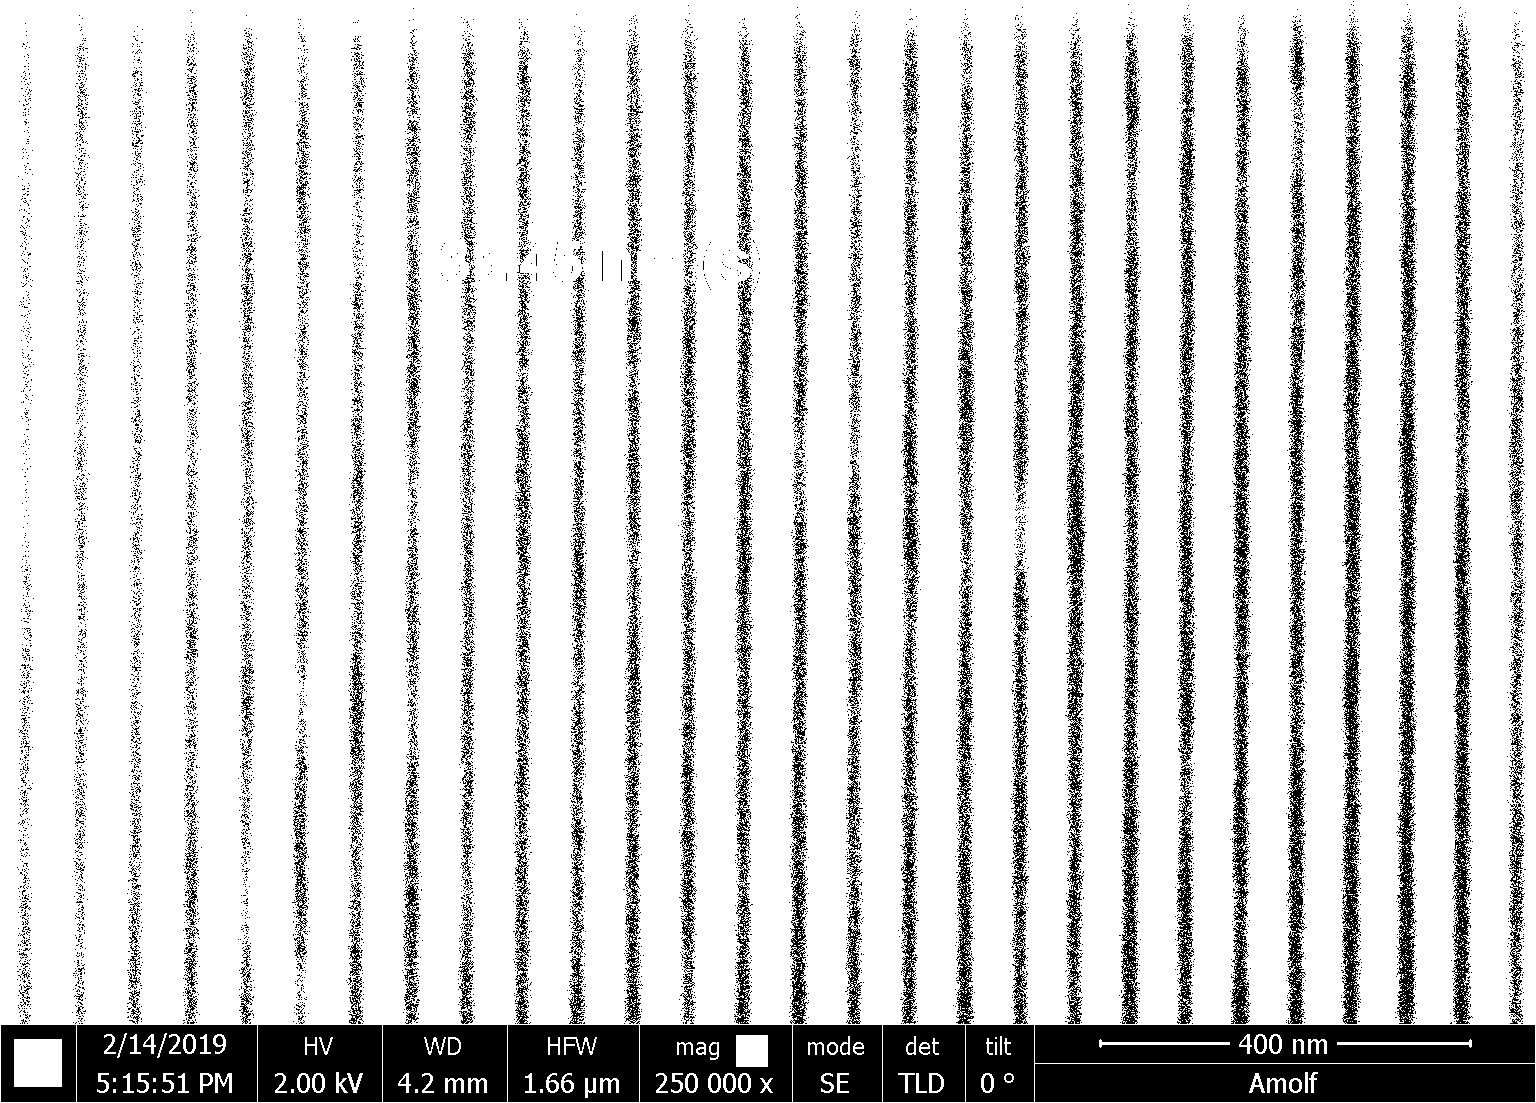 2/14/2019
5:15:51 PM
HV
2.00 kV
WD
4.2 mm
HFW
1.66 µm
mag
250 000 x
mode
SE
det
TLD
tilt
0 °
400 nm
Amolf